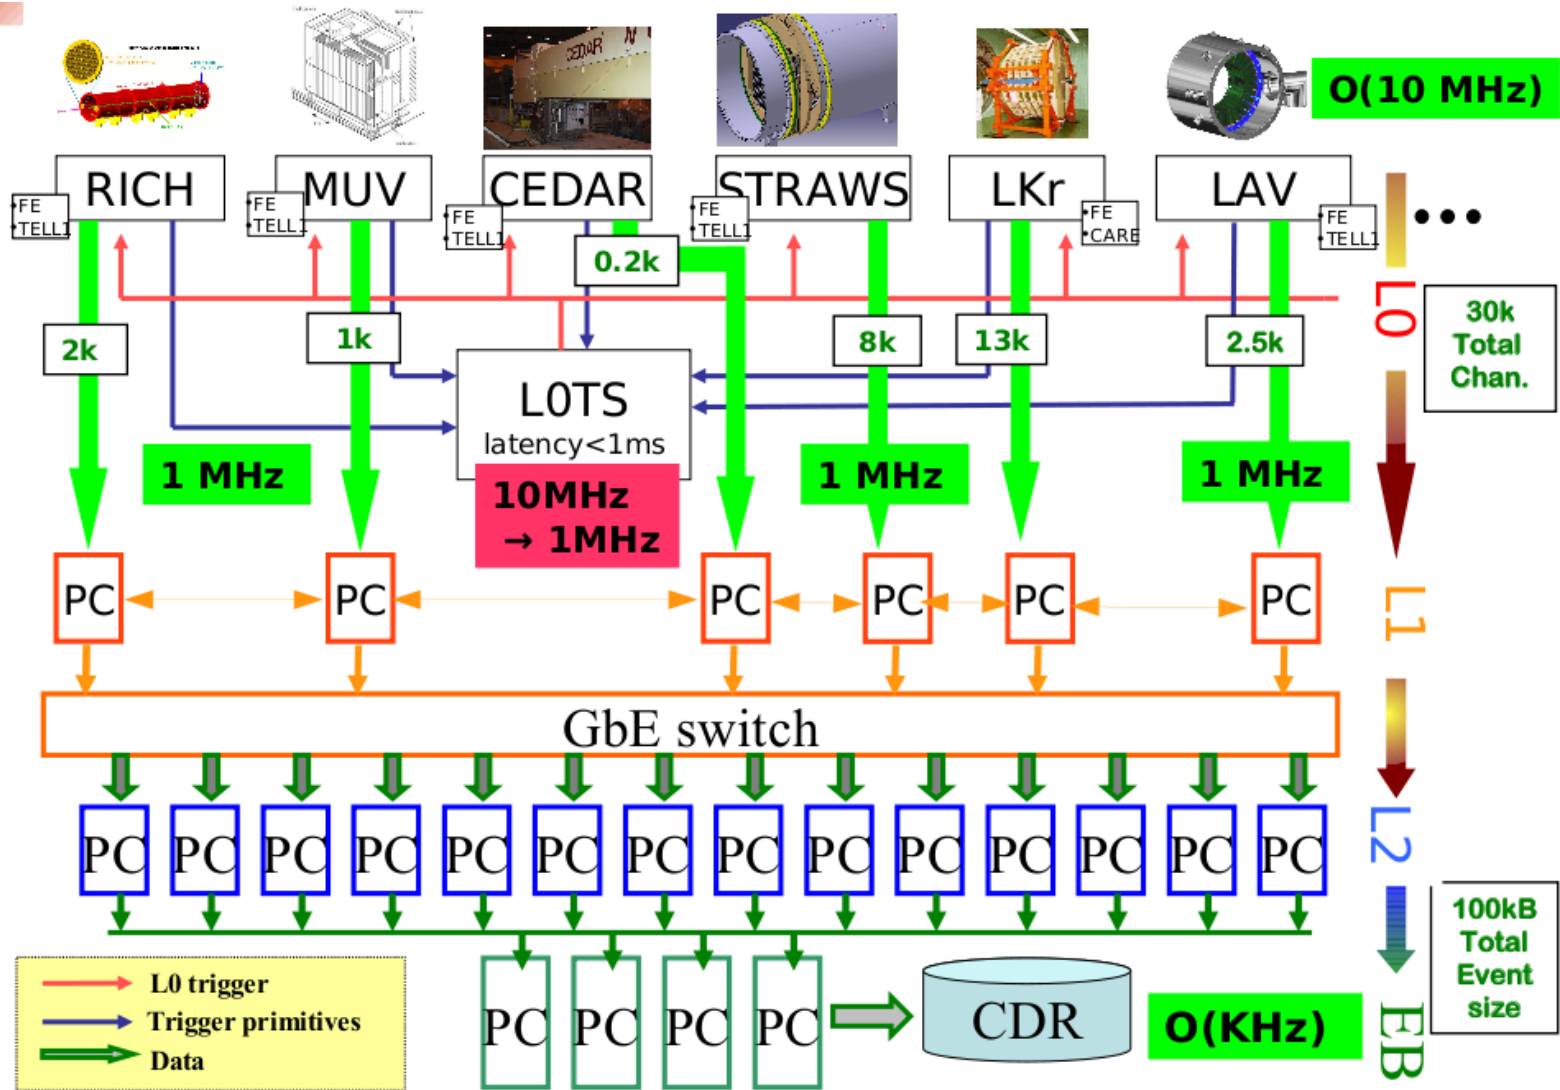 CEDAR
O(10 MHz)
RICH
MUV
CEDAR
STRAWS
LKr
LAV
FE
TELL1
FE
TELL1
FE
TELL1
FE
TELL1
FE
CARE
FE
TELL1
•••
0.2k
2k
1k
8k
13k
2.5k
L0
30k
Total
Chan.
L0TS
latency<1ms
10MHz
→ 1MHz
1 MHz
1 MHz
1 MHz
PC
PC
PC
PC
PC
PC
L1
GbE switch
PC
PC
PC
PC
PC
PC
PC
PC
PC
PC
PC
PC
PC
PC
L2
100kB
Total
Event
size
L0 trigger
Trigger primitives
Data
PC
PC
PC
PC
CDR
O(KHz)
EB